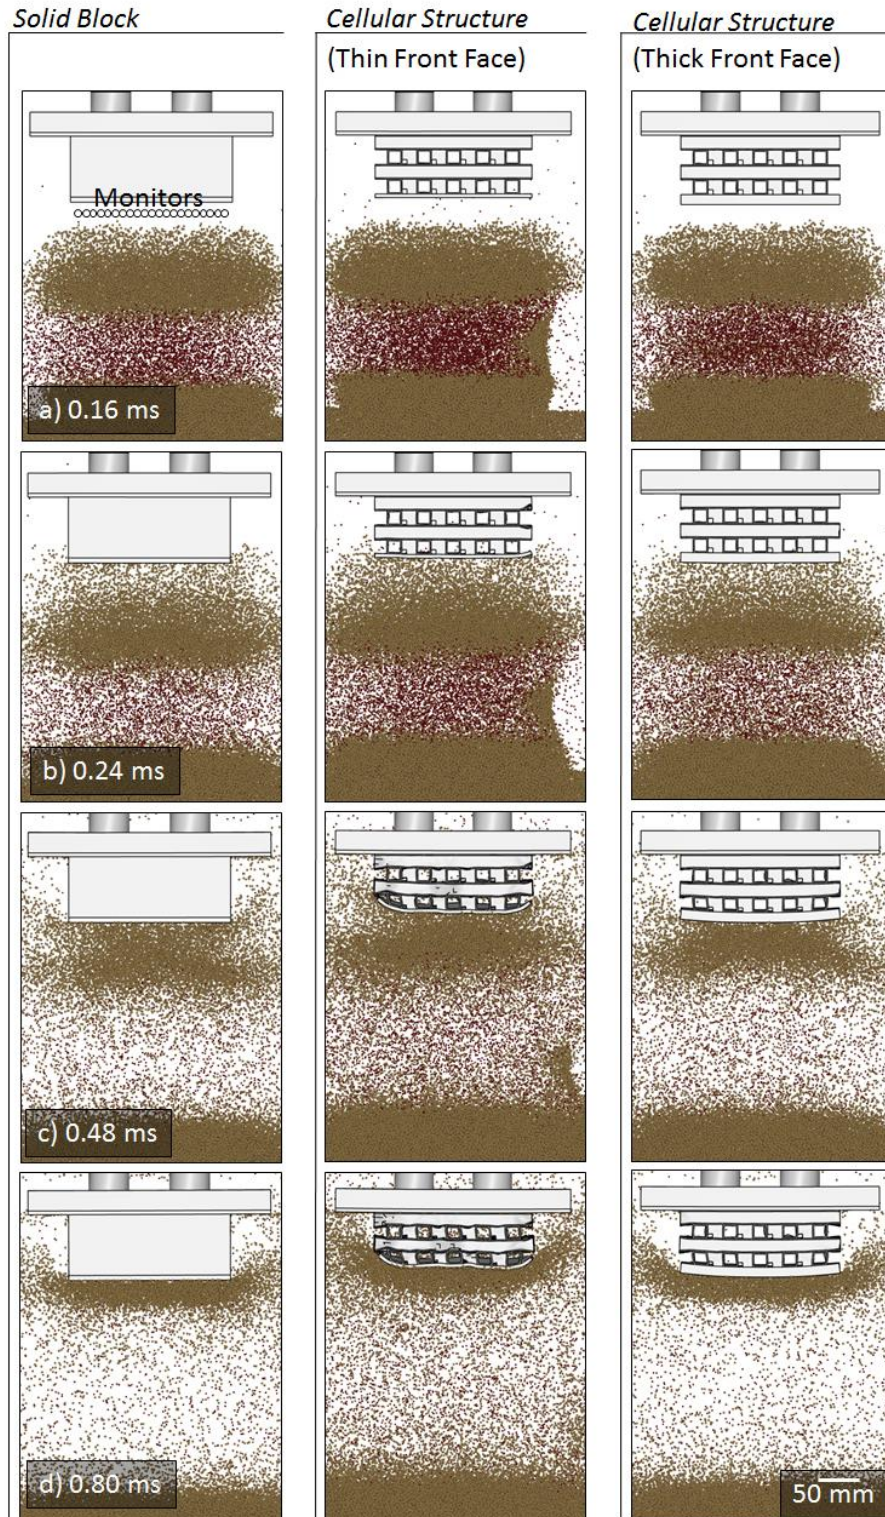 Solid Block
Cellular Structure
(Thin Front Face)
Cellular Structure
(Thick Front Face)
Monitors
a) 0.16 ms
b) 0.24 ms
c) 0.48 ms
d) 0.80 ms
50 mm